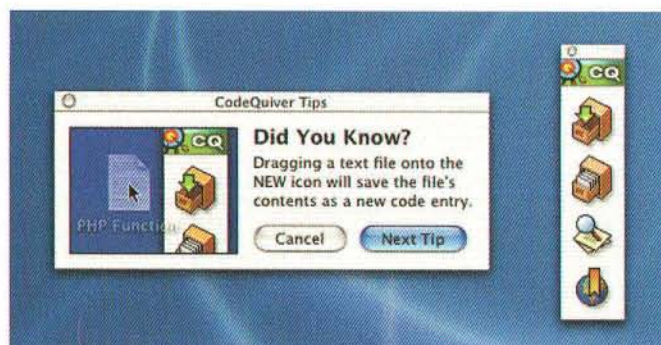 CodeQuiver Tips
CQ
CQ
Did You Know?
Dragging a text file onto the
NEW icon will save the file's
contents as a new code entry.
PHP Function
Cancel
Next Tip